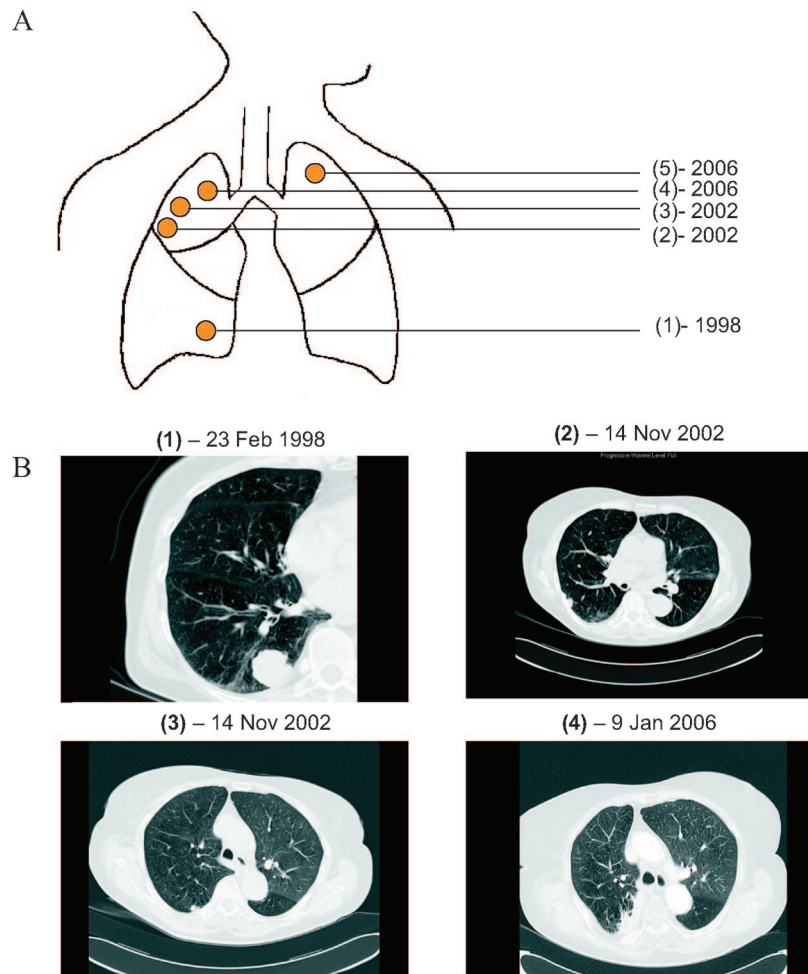 A
(5)- 2006
(4)- 2006
(3)- 2002
(2)- 2002
(1)- 1998
B
(1) – 23 Feb 1998
(2) – 14 Nov 2002
Progressive Wavelet Level: Full
(3) – 14 Nov 2002
(4) – 9 Jan 2006